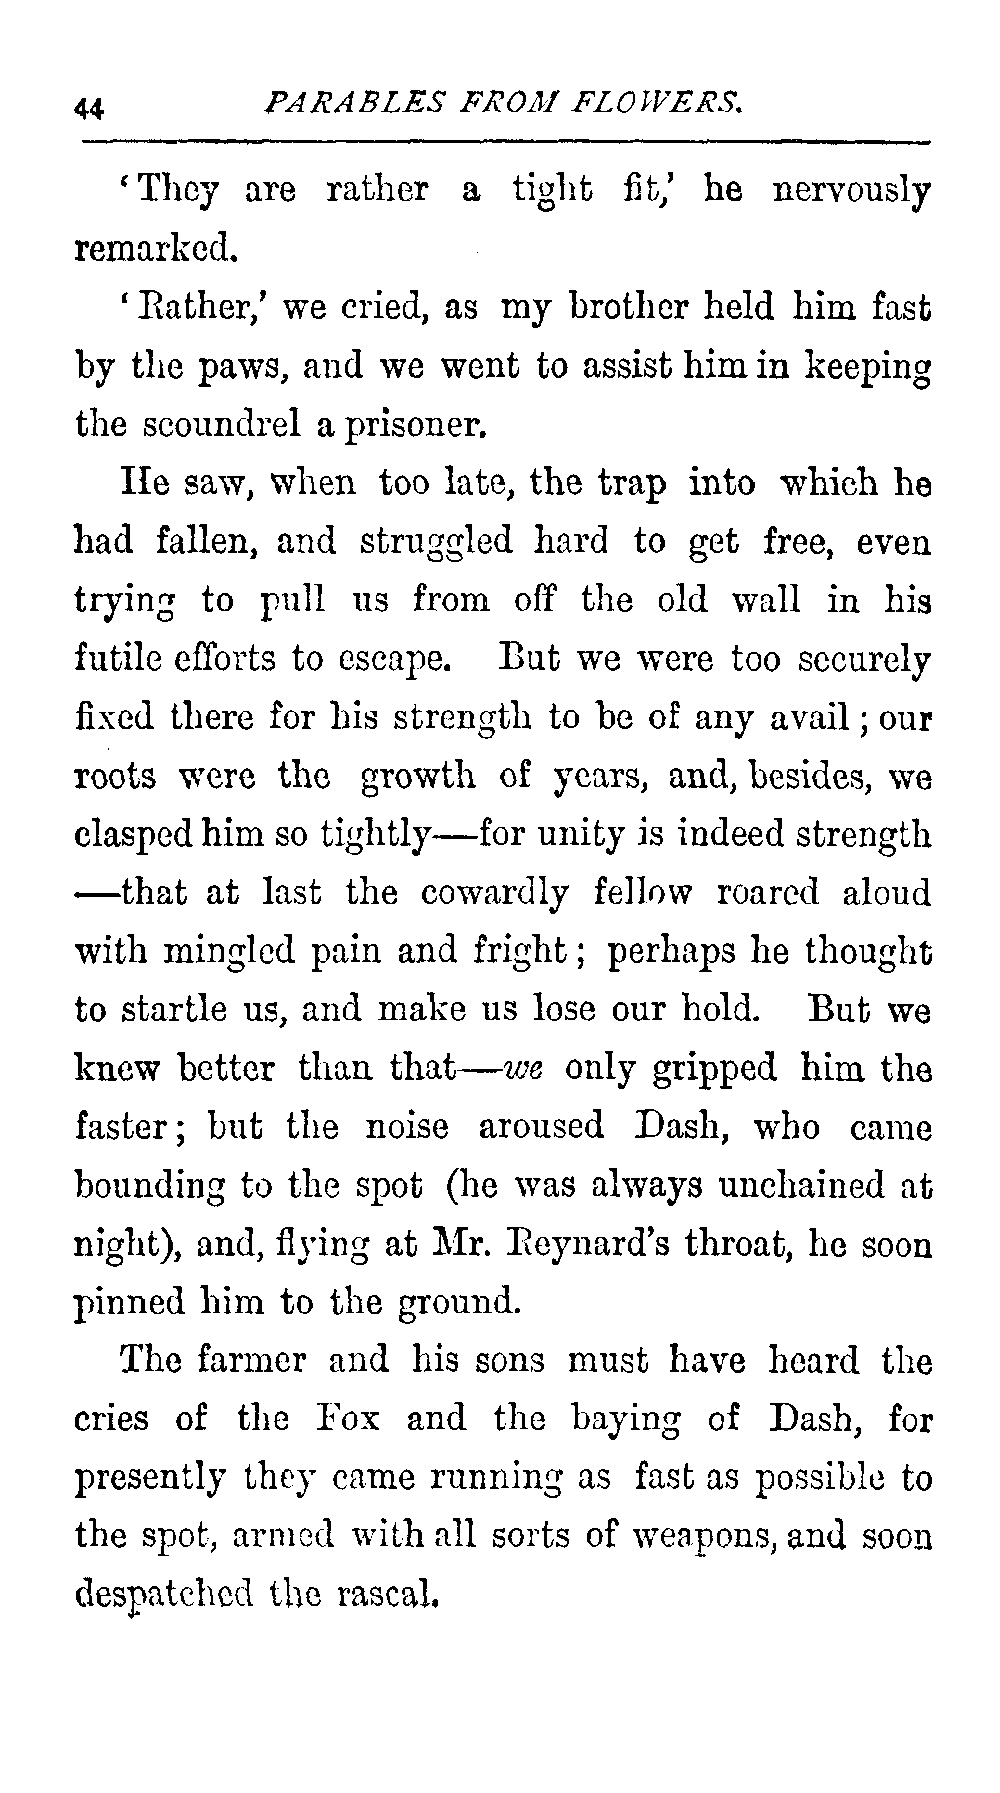 44 PARABLES FROM FLOWERS.
‘They are rather a tight fit,’ he nervously
remarked.
‘Rather,’ we cried, as my brother held him fast
by the paws, and we went to assist him in keeping
the scoundrel a prisoner.
He saw, when too late, the trap into which he
had fallen, and struggled hard to get free, even
trying to pull us from off the old wall in his
futile efforts to escape. But we were too securely
fixed there for his strength to be of any avail; our
roots were the growth of years, and, besides, we
clasped him so tightly—for unity is indeed strength
—that at last the cowardly fellow roared aloud
with mingled pain and fright; perhaps he thought
to startle us, and make us lose our hold. But we
knew better than that—we only gripped him the
faster; but the noise aroused Dash, who came
bounding to the spot (he was always unchained at
night), and, flying at Mr. Reynard’s throat, he soon
pinned him to the ground.
The farmer and his sons must have heard the
cries of the Fox and the baying of Dash, for
presently they came running as fast as possible to
the spot, armed with all sorts of weapons, and soon
despatched the rascal.